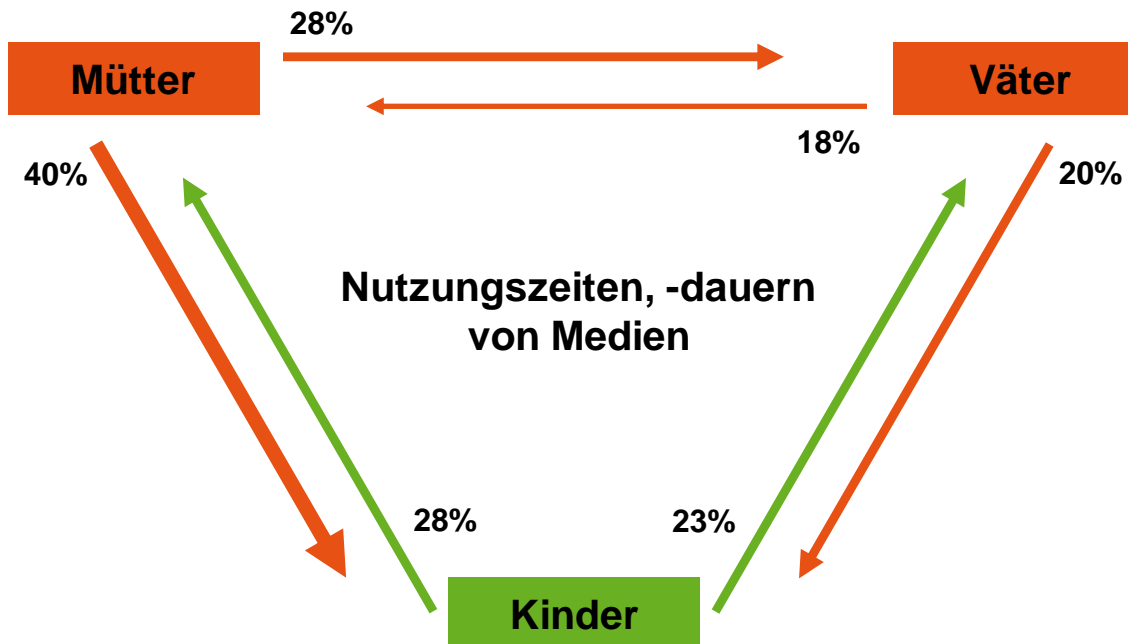 28%
Mütter
Väter
18%
40%
20%
Nutzungszeiten, -dauern
von Medien
28%
23%
Kinder